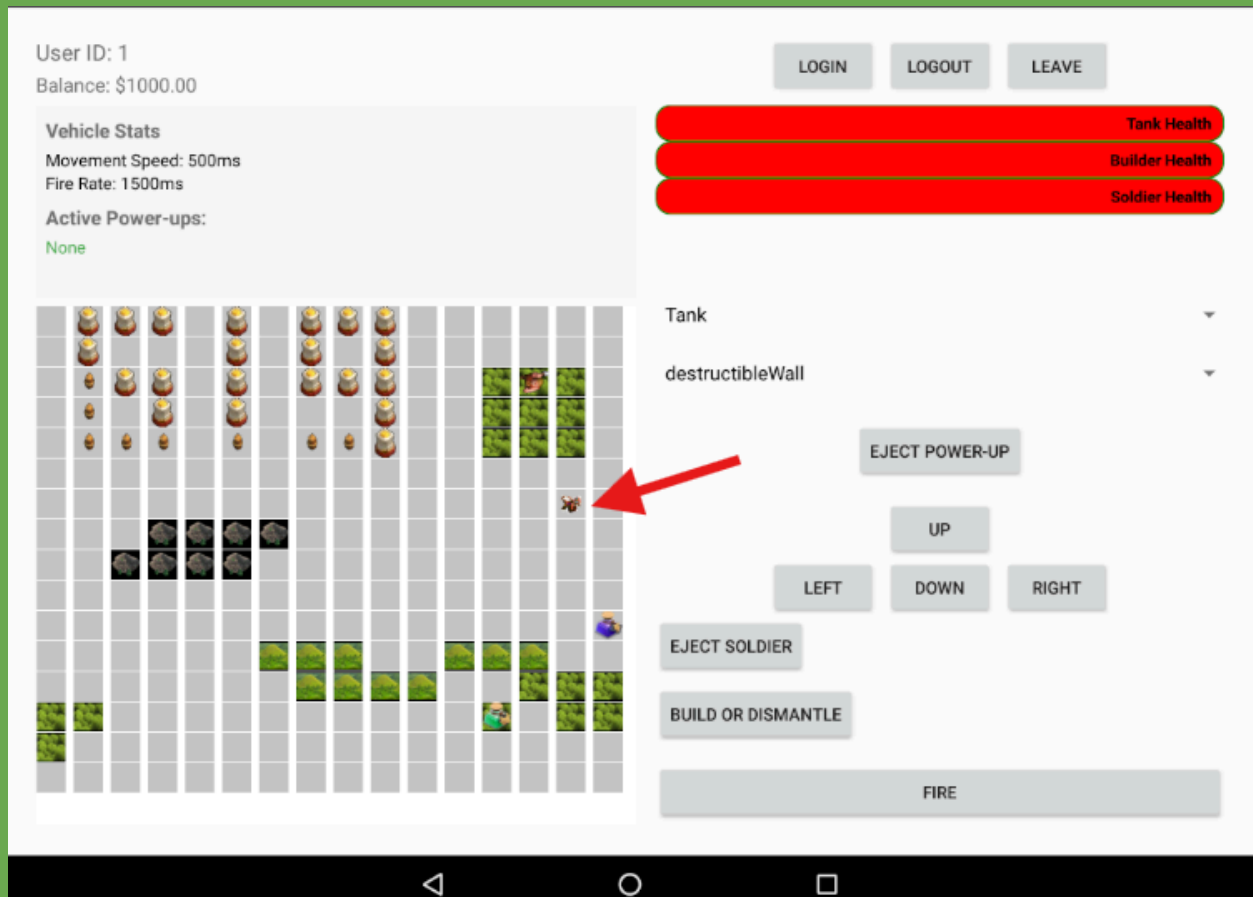 User ID: 1
Balance: $1000.00
LOGIN
LOGOUT
LEAVE
Vehicle Stats
Movement Speed: 500ms
Fire Rate: 1500ms
Active Power-ups:
None
Tank Health
Builder Health
Soldier Health
Tank
destructibleWall
EJECT POWER-UP
UP
LEFT
DOWN
RIGHT
EJECT SOLDIER
BUILD OR DISMANTLE
FIRE